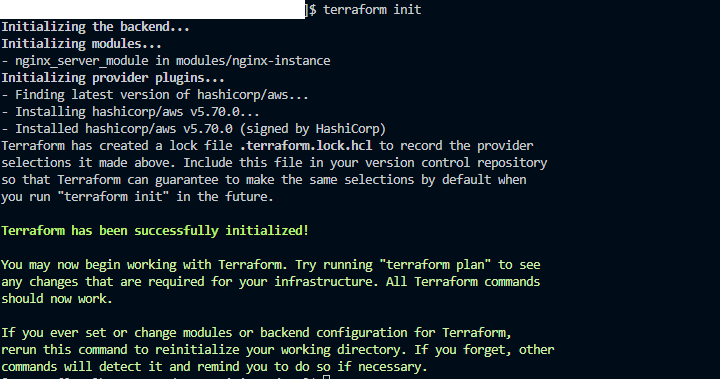 ]$ terraform init
Initializing the backend...
Initializing modules...
- nginx_server_module in modules/nginx-instance
Initializing provider plugins...
- Finding latest version of hashicorp/aws...
- Installing hashicorp/aws v5.70.0...
- Installed hashicorp/aws v5.70.0 (signed by HashiCorp)
Terraform has created a lock file .terraform.lock.hcl to record the provider
selections it made above. Include this file in your version control repository
so that Terraform can guarantee to make the same selections by default when
you run "terraform init" in the future.
Terraform has been successfully initialized!
You may now begin working with Terraform. Try running "terraform plan" to see
any changes that are required for your infrastructure. All Terraform commands
should now work.
If you ever set or change modules or backend configuration for Terraform,
rerun this command to reinitialize your working directory. If you forget, other
commands will detect it and remind you to do so if necessary.